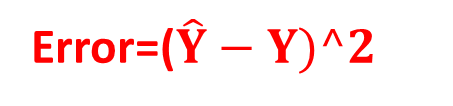 Error=(Ŷ – Y)^2